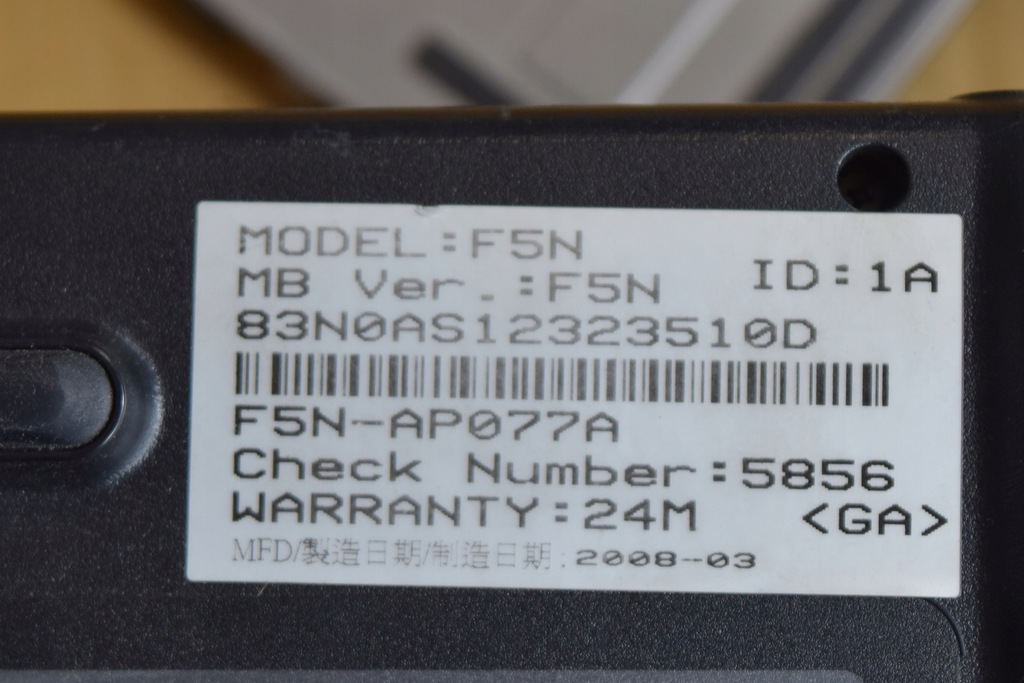 MODEL:F5N
MB Ver.:F5N ID:1A
83N0AS12323510D
F5N-AP077A
Check Number:5856
WARRANTY:24M <GA>
MFD/製造日期/制造日期:2008-03